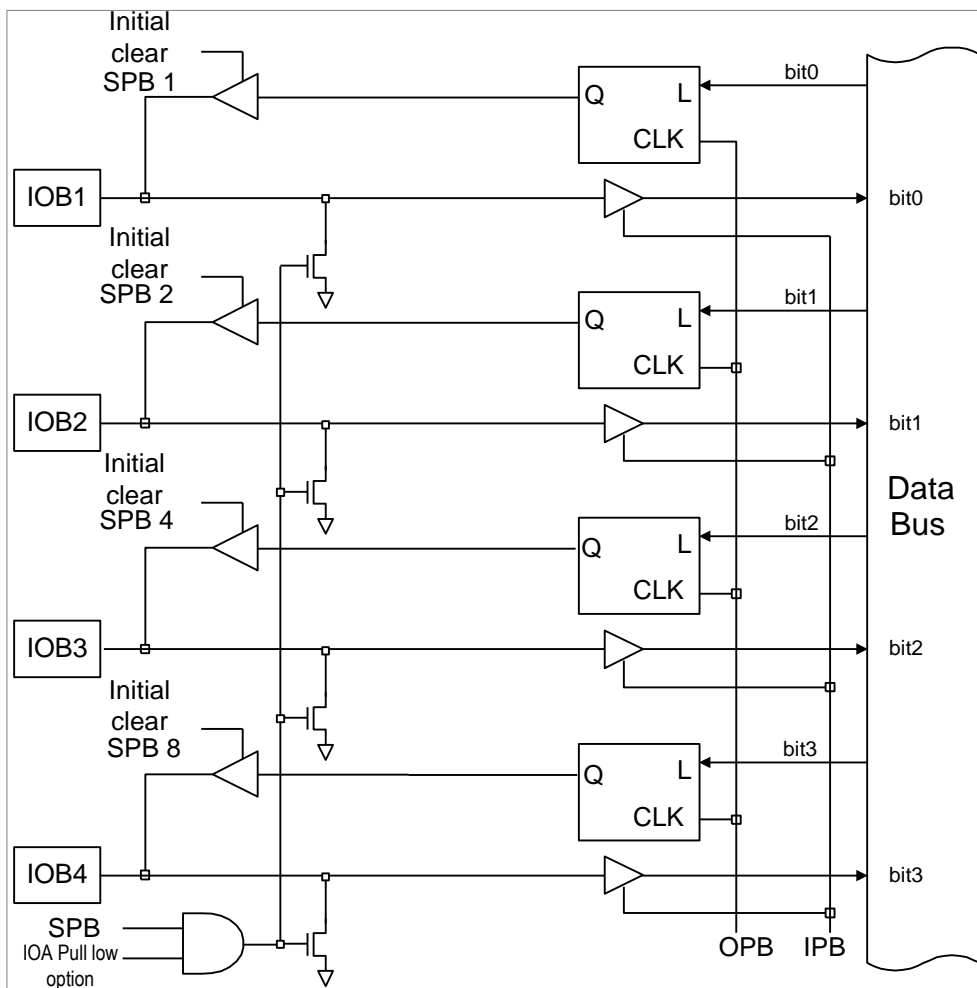 Initial
clear
SPB 1
Q
L
CLK
bit0
IOB1
bit0
Initial
clear
SPB 2
Q
L
CLK
bit1
IOB2
bit1
Initial
clear
SPB 4
Q
L
CLK
bit2
Data
Bus
IOB3
bit2
Initial
clear
SPB 8
Q
L
CLK
bit3
IOB4
bit3
SPB
IOA Pull low
option
OPB
IPB